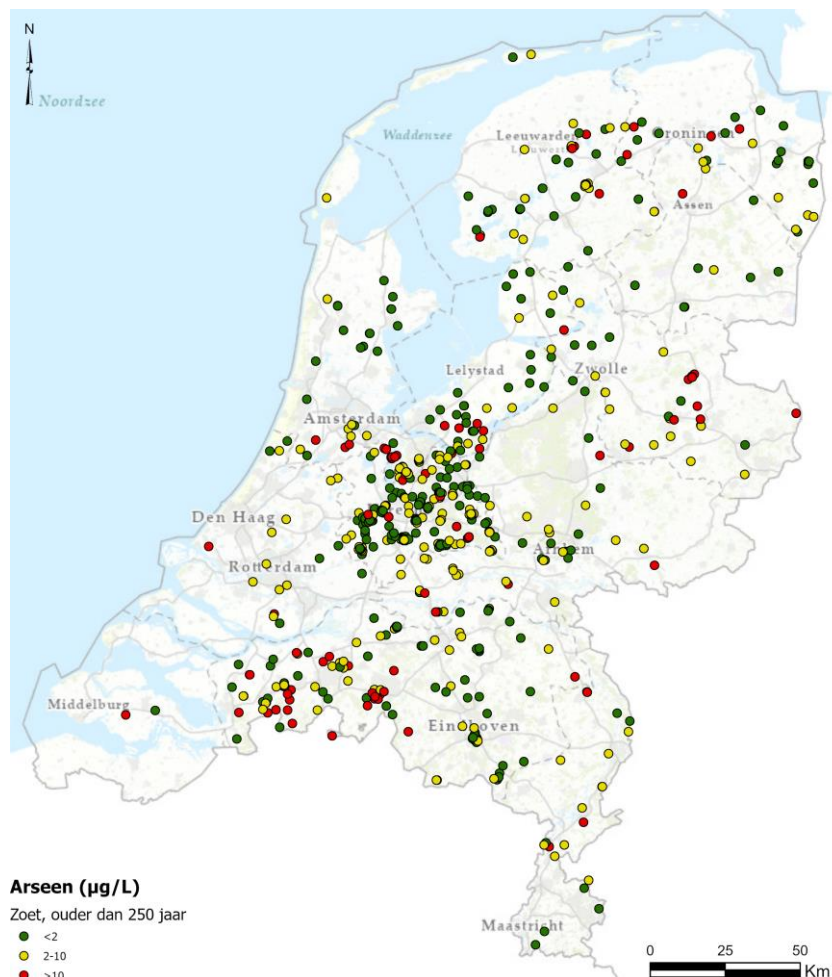 N
Noordzee
Waddenzee
Leeuwarden
Groningen
Assen
Lelystad
Zwolle
Amsterdam
Den Haag
Rotterdam
Arnhem
Middelburg
Eindhoven
Maastricht
Arseen (µg/L)
Zoet, ouder dan 250 jaar
<2
2-10
>10
0 25 50
Km